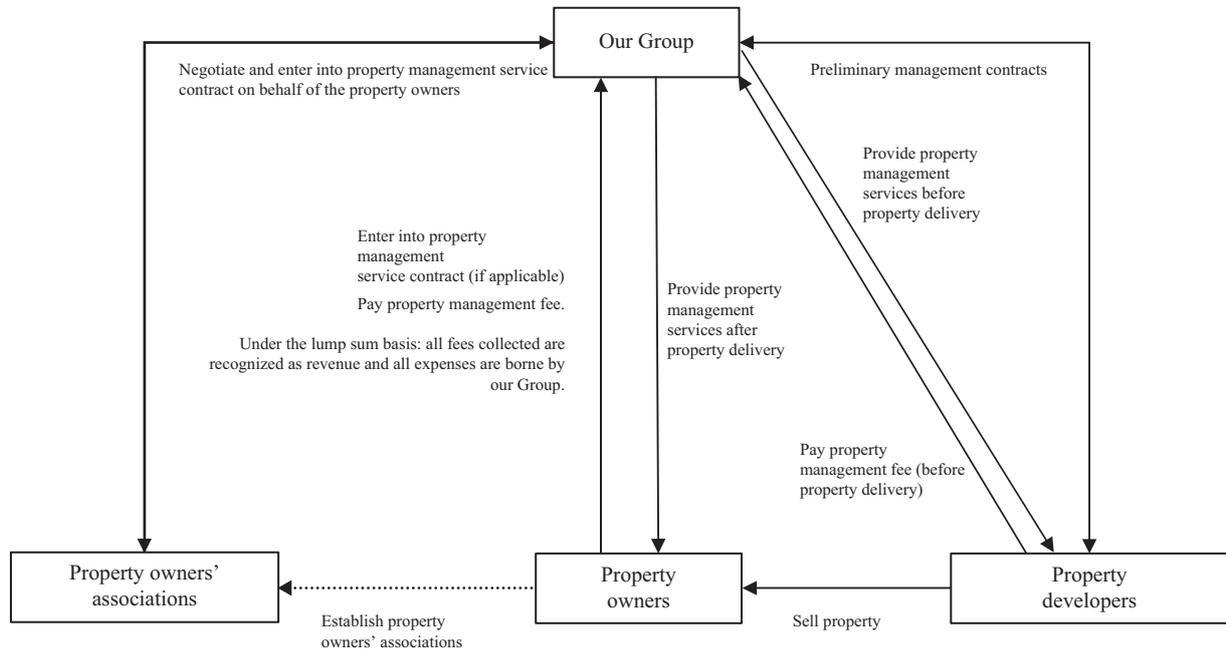 Our Group
Negotiate and enter into property management service
contract on behalf of the property owners
Preliminary management contracts
Provide property
management
services before
property delivery
Enter into property
management
service contract (if applicable)
Pay property management fee.
Under the lump sum basis: all fees collected are
recognized as revenue and all expenses are borne by
our Group.
Provide property
management
services after
property delivery
Pay property
management fee (before
property delivery)
Property owners’
associations
Property
owners
Property
developers
Establish property
owners’ associations
Sell property